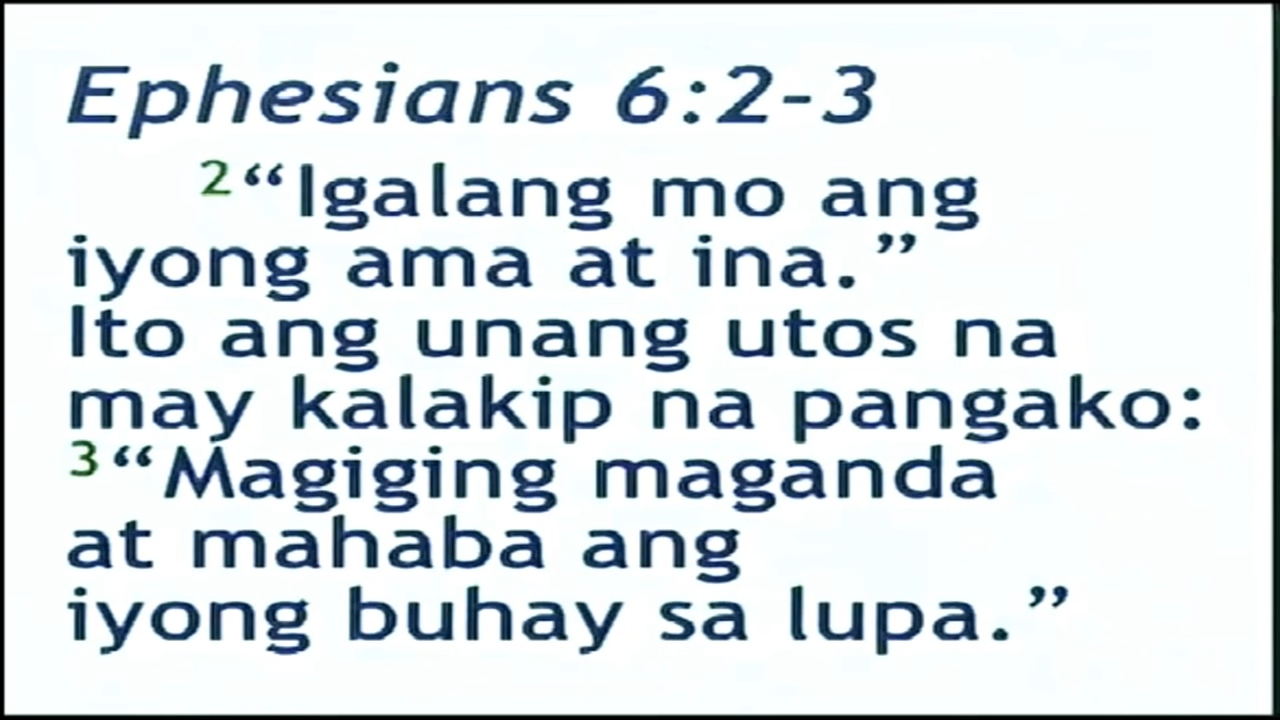 Ephesians 6:2-3
2“Igalang mo ang
iyong ama at ina.”
Ito ang unang utos na
may kalakip na pangako:
3“Magiging maganda
at mahaba ang
iyong buhay sa lupa.”